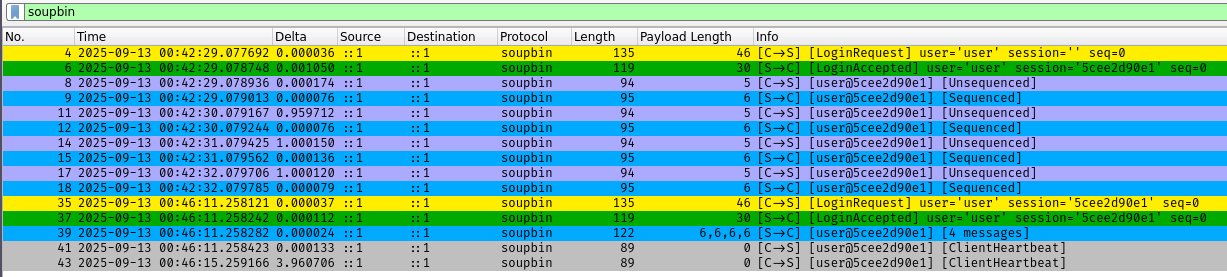 soupbin
No. Time Delta Source Destination Protocol Length Payload Length Info
4 2025-09-13 00:42:29.077692 0.000036 ::1 ::1 soupbin 135 46 [C→S] [LoginRequest] user='user' session='' seq=0
6 2025-09-13 00:42:29.078748 0.001050 ::1 ::1 soupbin 119 30 [S→C] [LoginAccepted] user='user' session='5cee2d90e1' seq=0
8 2025-09-13 00:42:29.078936 0.000174 ::1 ::1 soupbin 94 5 [C→S] [user@5cee2d90e1] [Unsequenced]
9 2025-09-13 00:42:29.079013 0.000076 ::1 ::1 soupbin 95 6 [S→C] [user@5cee2d90e1] [Sequenced]
11 2025-09-13 00:42:30.079167 0.959712 ::1 ::1 soupbin 94 5 [C→S] [user@5cee2d90e1] [Unsequenced]
12 2025-09-13 00:42:30.079244 0.000076 ::1 ::1 soupbin 95 6 [S→C] [user@5cee2d90e1] [Sequenced]
14 2025-09-13 00:42:31.079425 1.000150 ::1 ::1 soupbin 94 5 [C→S] [user@5cee2d90e1] [Unsequenced]
15 2025-09-13 00:42:31.079562 0.000136 ::1 ::1 soupbin 95 6 [S→C] [user@5cee2d90e1] [Sequenced]
17 2025-09-13 00:42:32.079706 1.000120 ::1 ::1 soupbin 94 5 [C→S] [user@5cee2d90e1] [Unsequenced]
18 2025-09-13 00:42:32.079785 0.000079 ::1 ::1 soupbin 95 6 [S→C] [user@5cee2d90e1] [Sequenced]
35 2025-09-13 00:46:11.258121 0.000037 ::1 ::1 soupbin 135 46 [C→S] [LoginRequest] user='user' session='5cee2d90e1' seq=0
37 2025-09-13 00:46:11.258242 0.000112 ::1 ::1 soupbin 119 30 [S→C] [LoginAccepted] user='user' session='5cee2d90e1' seq=0
39 2025-09-13 00:46:11.258282 0.000024 ::1 ::1 soupbin 122 6,6,6,6 [S→C] [user@5cee2d90e1] [4 messages]
41 2025-09-13 00:46:11.258423 0.000133 ::1 ::1 soupbin 89 0 [C→S] [user@5cee2d90e1] [ClientHeartbeat]
43 2025-09-13 00:46:15.259166 3.960706 ::1 ::1 soupbin 89 0 [C→S] [user@5cee2d90e1] [ClientHeartbeat]